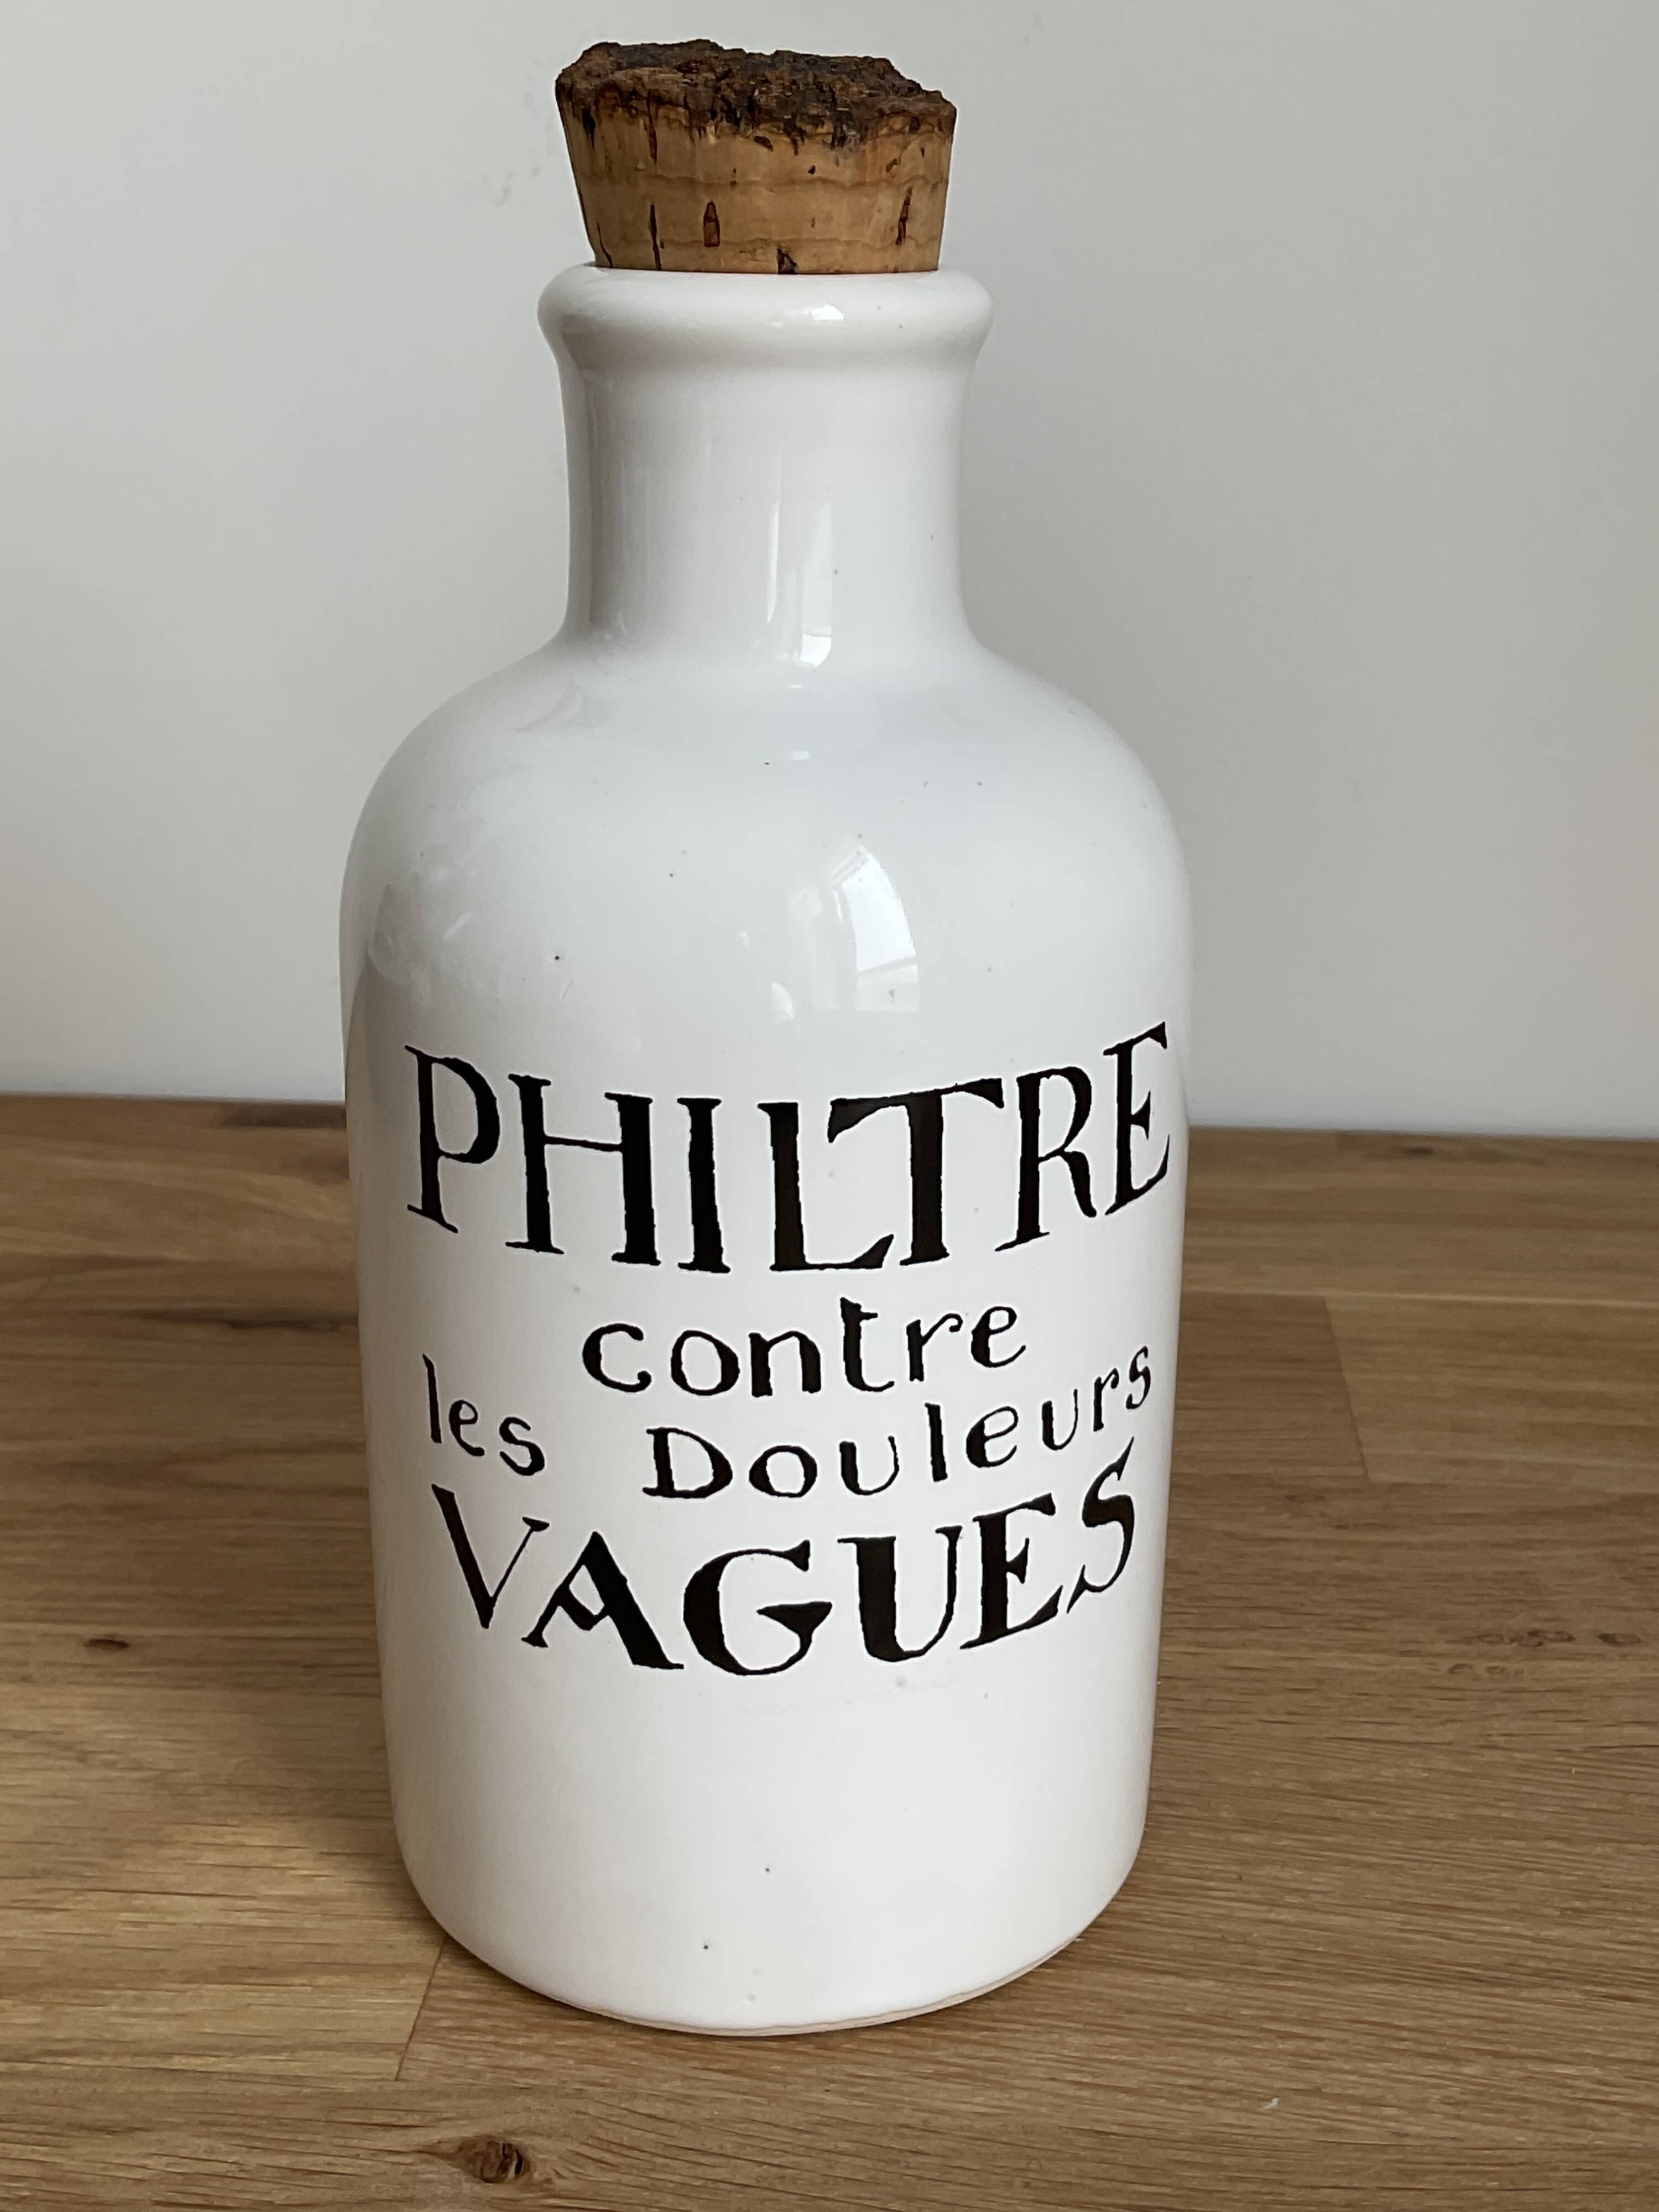 PHILTRE
contre
les Douleurs
VAGUES